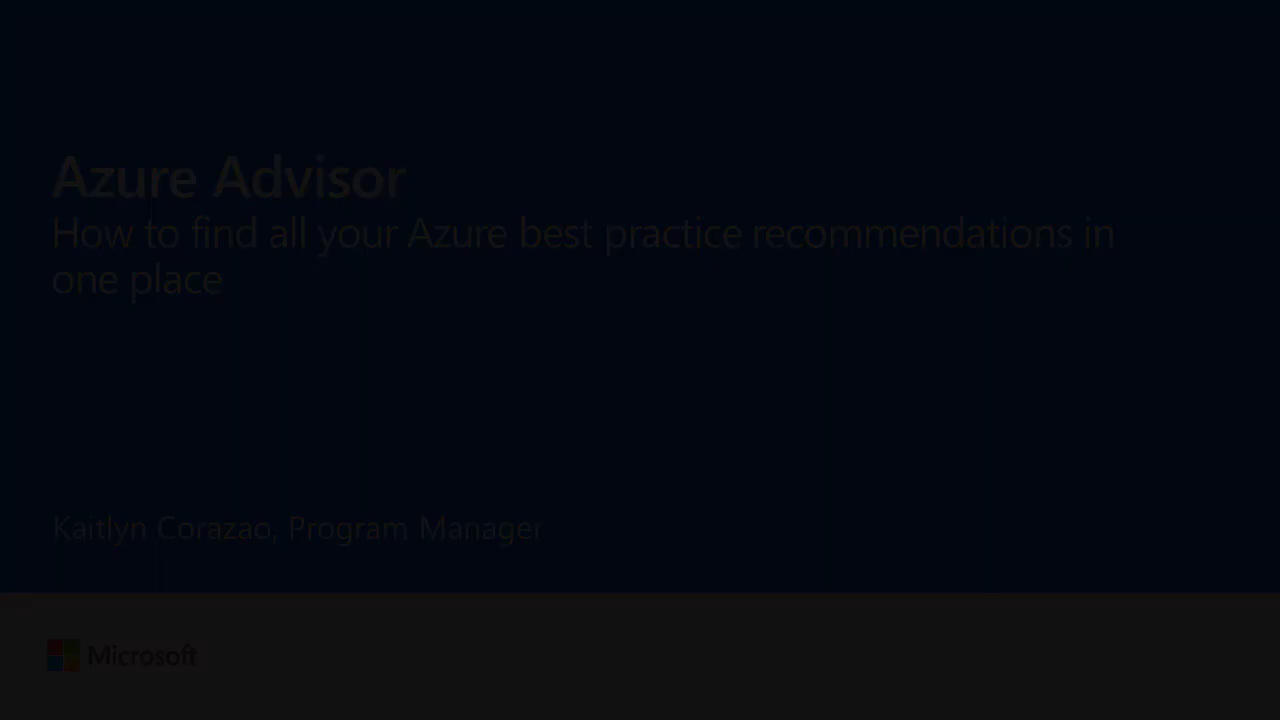 Azure Advisor
How to find all your Azure best practice recommendations in
one place
Kaitlyn Corazao, Program Manager
Microsoft